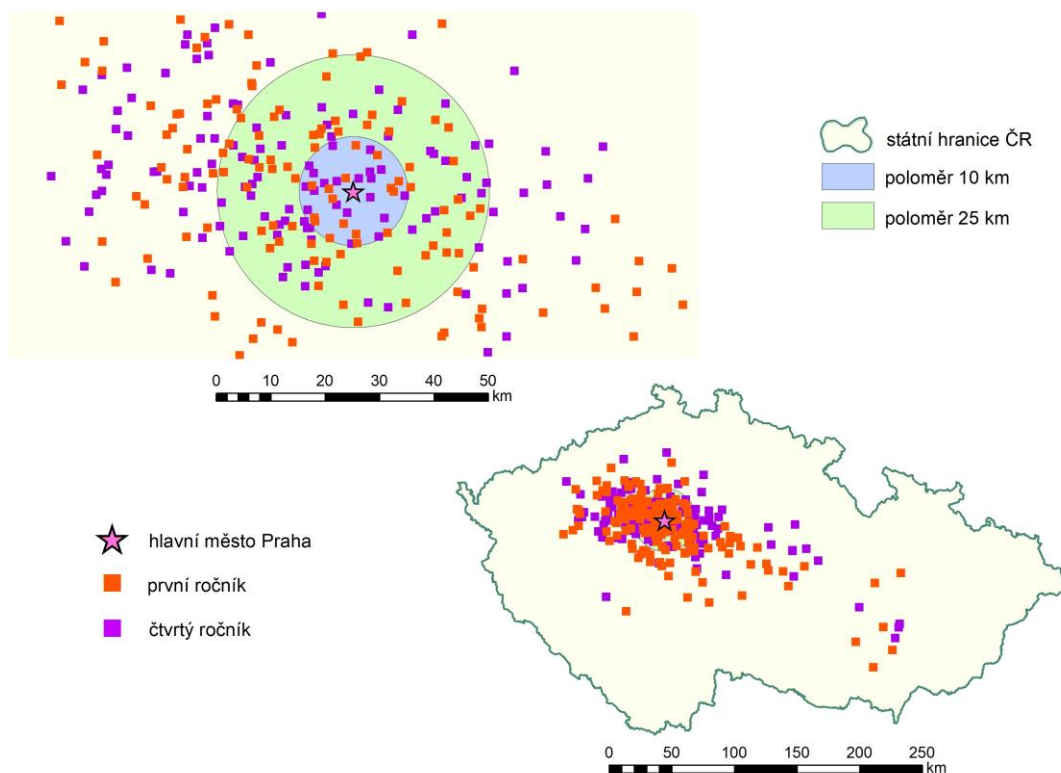 státní hranice ČR
poloměr 10 km
poloměr 25 km
0 10 20 30 40 50
km
hlavní město Praha
první ročník
čtvrtý ročník
0 50 100 150 200 250
km